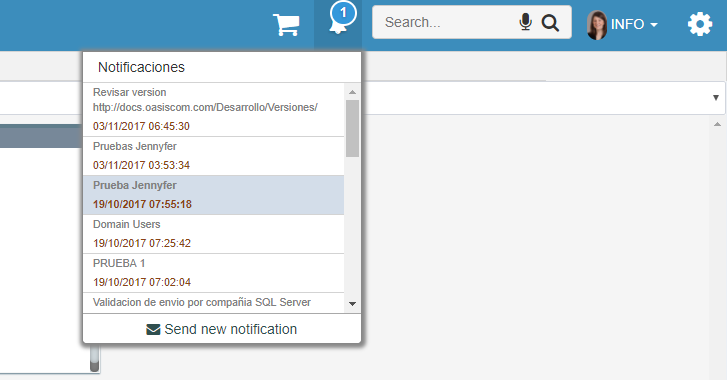 1
Search...
INFO
Notificaciones
Revisar version
http://docs.oasiscom.com/Desarrollo/Versiones/
03/11/2017 06:45:30
Pruebas Jennyfer
03/11/2017 03:53:34
Prueba Jennyfer
19/10/2017 07:55:18
Domain Users
19/10/2017 07:25:42
PRUEBA 1
19/10/2017 07:02:04
Validacion de envio por compañia SQL Server
Send new notification